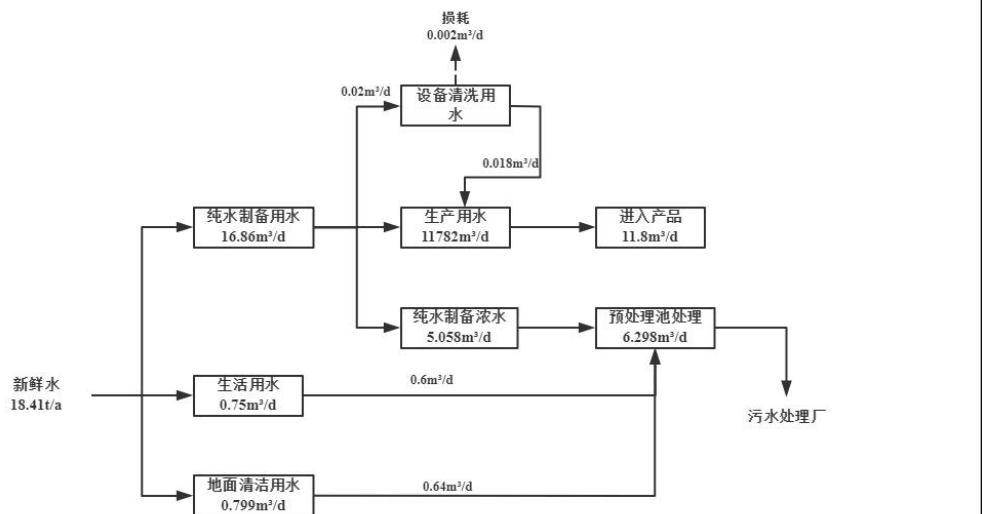 损耗
0.002m³/d
0.02m³/d
设备清洗用
水
0.018m³/d
纯水制备用水
16.86m³/d
生产用水
11782m³/d
进入产品
11.8m³/d
纯水制备浓水
5.058m³/d
预处理池处理
6.298m³/d
新鲜水
18.41t/a
生活用水
0.75m³/d
0.6m³/d
污水处理厂
地面清洁用水
0.799m³/d
0.64m³/d